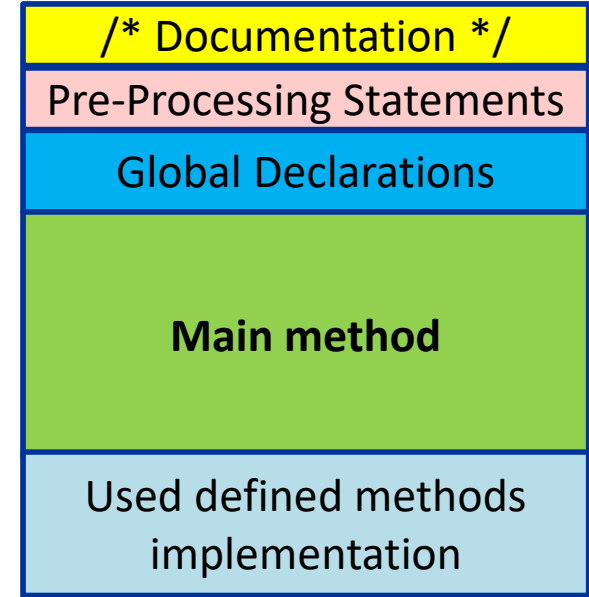 /* Documentation */
Pre-Processing Statements
Global Declarations
Main method
Used defined methods
implementation